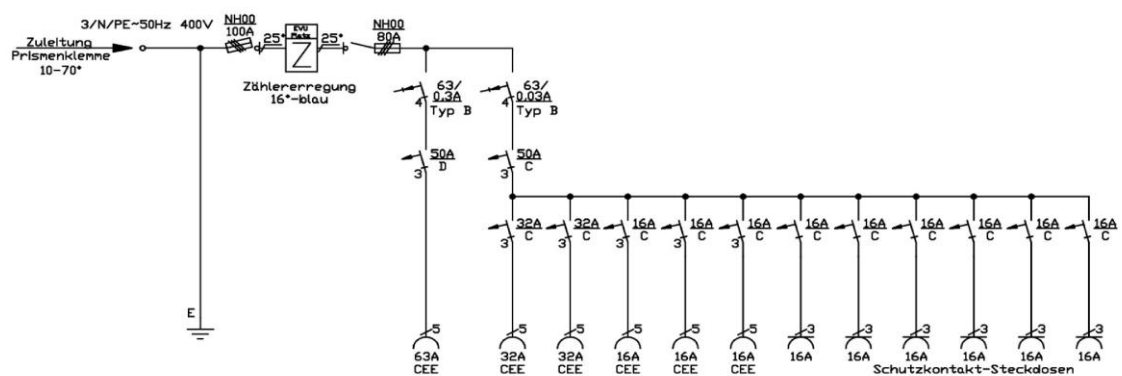 3/N/PE~50Hz 400V
NH00
100A
NH00
80A
Zuleitung
Prismenklemme
10-70"
25"
EVU
Platz
Z
25"
Zählererregung
16"-blau
63/
0.3A
Typ B
4
63/
0.03A
Typ B
4
50A
D
3
50A
C
3
32A
C
3
32A
C
3
16A
C
3
16A
C
3
16A
C
3
16A
C
16A
C
16A
C
16A
C
16A
C
16A
C
E
5 5 5 5 5 5 3 3 3 3 3 3
63A 32A 32A 16A 16A 16A 16A 16A 16A 16A 16A 16A
CEE CEE CEE CEE CEE CEE Schutzkontakt-Steckdosen